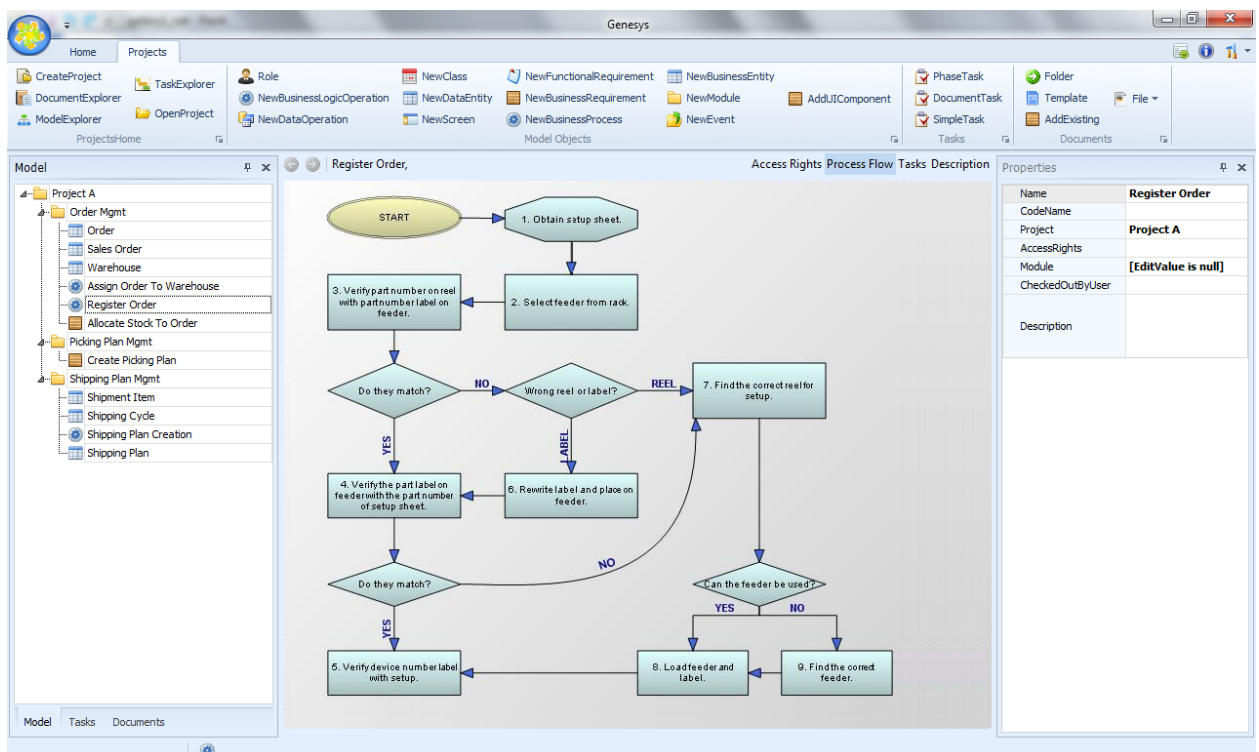 Genesys
Home Projects
CreateProject
DocumentExplorer
ModelExplorer
TaskExplorer
OpenProject
ProjectsHome
Role
NewBusinessLogicOperation
NewDataOperation
NewClass
NewDataEntity
NewScreen
NewFunctionalRequirement
NewBusinessRequirement
NewBusinessProcess
NewBusinessEntity
NewModule
NewEvent
AddUIComponent
Model Objects
PhaseTask
DocumentTask
SimpleTask
Tasks
Folder
Template
AddExisting
File
Documents
Model
Project A
Order Mgmt
Order
Sales Order
Warehouse
Assign Order To Warehouse
Register Order
Allocate Stock To Order
Picking Plan Mgmt
Create Picking Plan
Shipping Plan Mgmt
Shipment Item
Shipping Cycle
Shipping Plan Creation
Shipping Plan
Model Tasks Documents
Register Order,
Access Rights Process Flow Tasks Description
START
1. Obtain setup sheet.
3. Verify part number on reel
with part number label on
feeder.
2. Select feeder from rack.
Do they match?
NO
Wrong reel or label?
REEL
7. Find the correct reel for
setup.
YES
LABEL
4. Verify the part label on
feeder with the part number
of setup sheet.
6. Rewrite label and place on
feeder.
NO
Do they match?
Can the feeder be used?
YES
NO
YES
5. Verify device number label
with setup.
8. Load feeder and
label.
9. Find the correct
feeder.
Properties
Name Register Order
CodeName
Project Project A
AccessRights
Module [EditValue is null]
CheckedOutByUser
Description